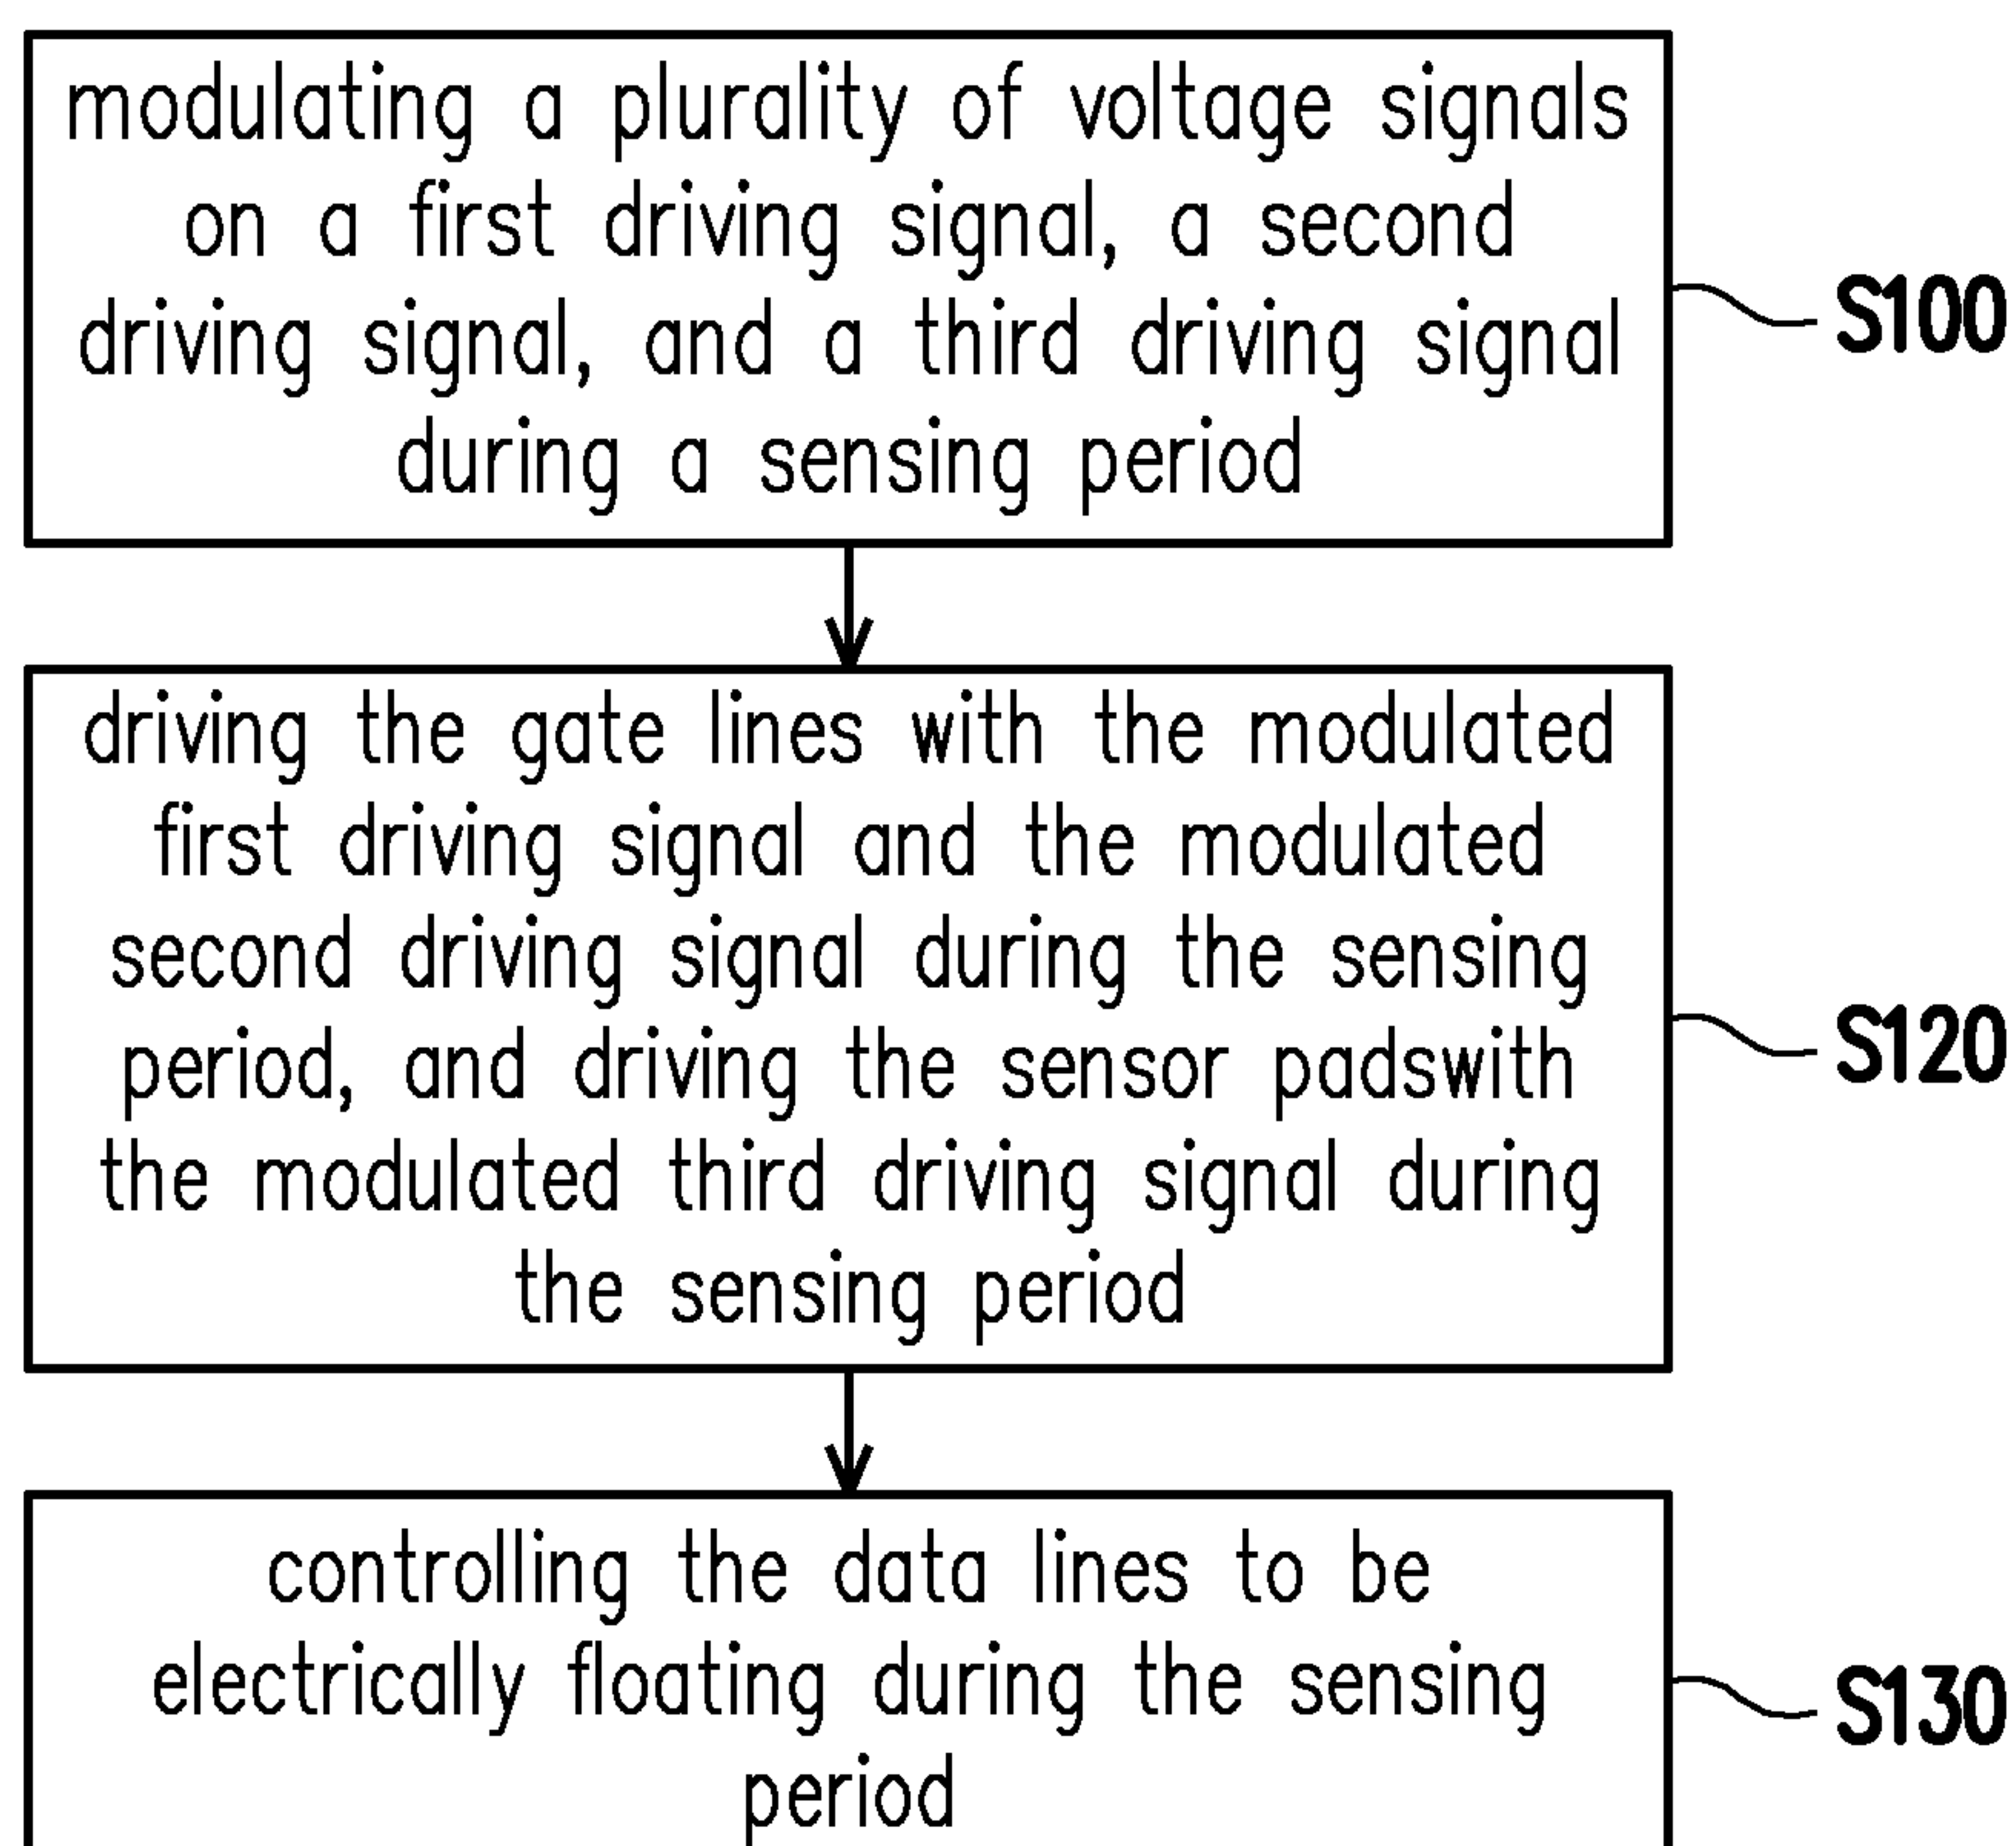 modulating a plurality of voltage signals
on a first driving signal, a second
driving signal, and a third driving signal
during a sensing period
S100
driving the gate lines with the modulated
first driving signal and the modulated
second driving signal during the sensing
period, and driving the sensor padswith
the modulated third driving signal during
the sensing period
S120
controlling the data lines to be
electrically floating during the sensing
period
S130